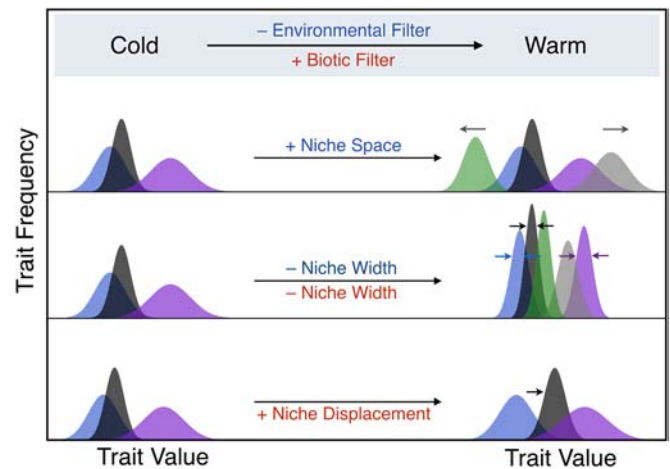 Cold
− Environmental Filter
+ Biotic Filter
Warm
Trait Frequency
+ Niche Space
− Niche Width
− Niche Width
+ Niche Displacement
Trait Value
Trait Value